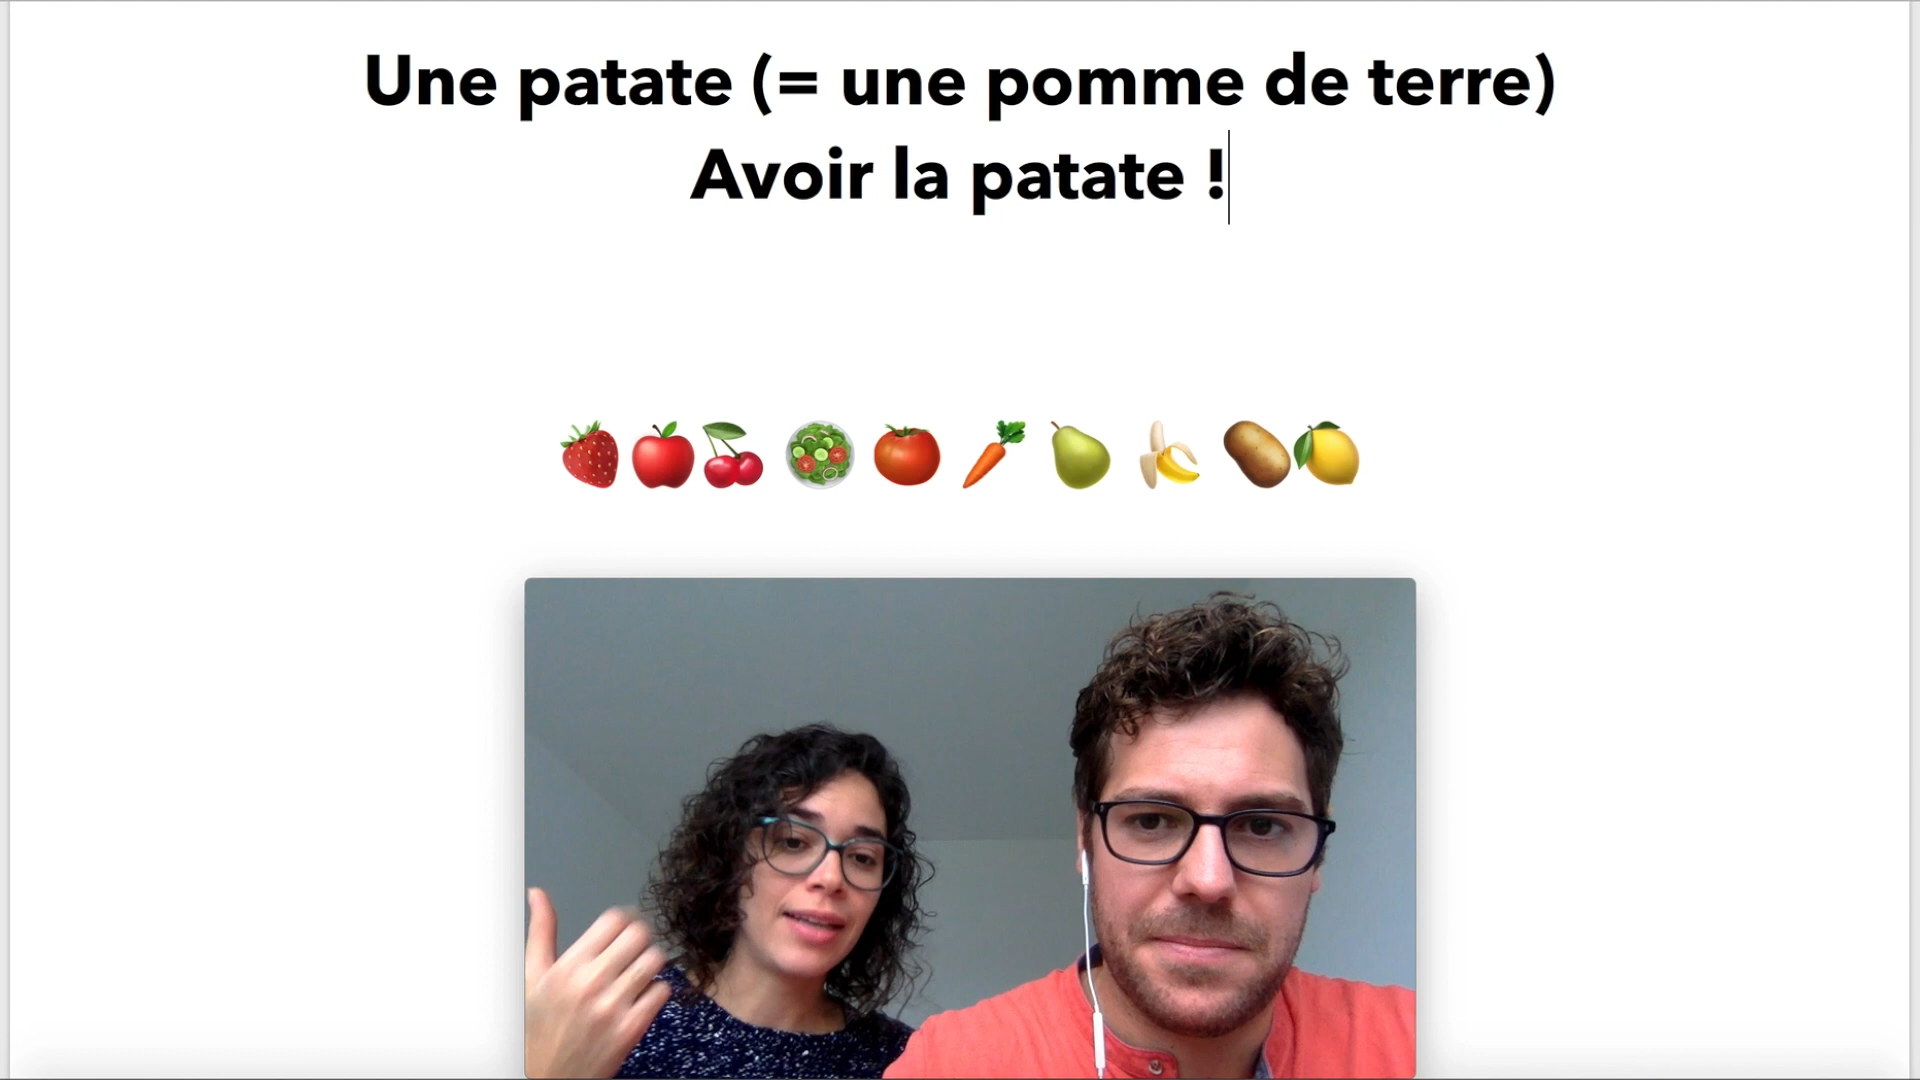 Une patate (= une pomme de terre)
Avoir la patate !